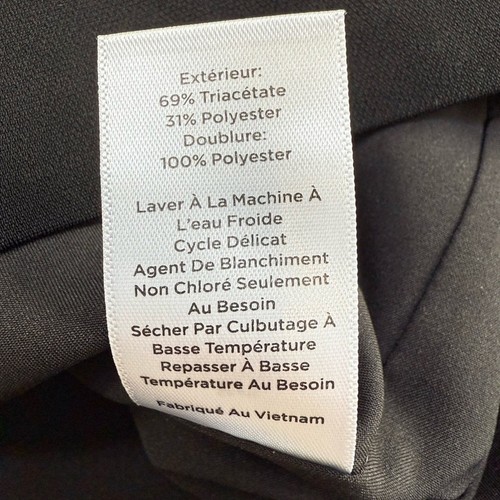 Extérieur:
69% Triacétate
31% Polyester
Doublure:
100% Polyester
Laver À La Machine À
L'eau Froide
Cycle Délicat
Agent De Blanchiment
Non Chloré Seulement
Au Besoin
Sécher Par Culbutage À
Basse Température
Repasser À Basse
Température Au Besoin
Fabriqué Au Vietnam